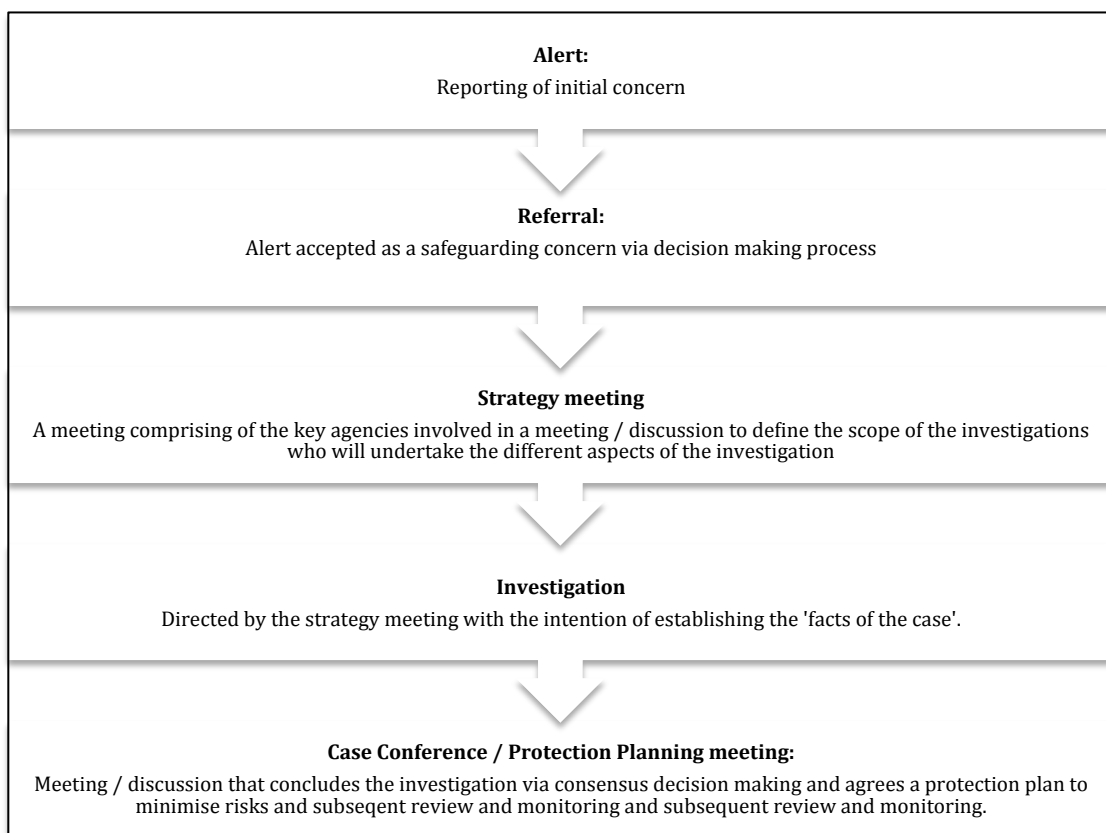 Alert:
Reporting of initial concern
Referral:
Alert accepted as a safeguarding concern via decision making process
Strategy meeting
A meeting comprising of the key agencies involved in a meeting / discussion to define the scope of the investigations
who will undertake the different aspects of the investigation
Investigation
Directed by the strategy meeting with the intention of establishing the 'facts of the case'.
Case Conference / Protection Planning meeting:
Meeting / discussion that concludes the investigation via consensus decision making and agrees a protection plan to
minimise risks and subseqent review and monitoring and subsequent review and monitoring.